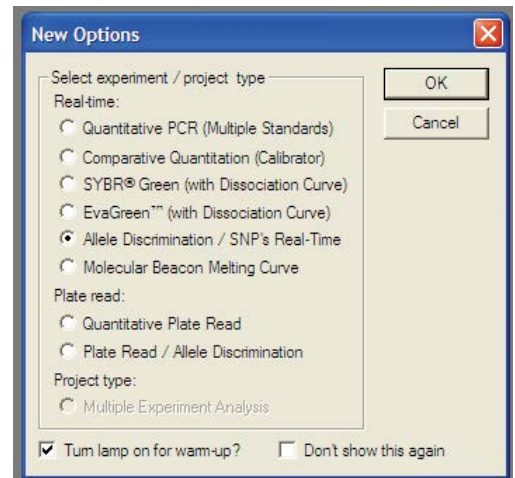 New Options
Select experiment / project type
Real-time:
Quantitative PCR (Multiple Standards)
Comparative Quantitation (Calibrator)
SYBR® Green (with Dissociation Curve)
EvaGreen™ (with Dissociation Curve)
Allele Discrimination / SNP's Real-Time
Molecular Beacon Melting Curve
Plate read:
Quantitative Plate Read
Plate Read / Allele Discrimination
Project type:
Multiple Experiment Analysis
OK
Cancel
Turn lamp on for warm-up? Don't show this again